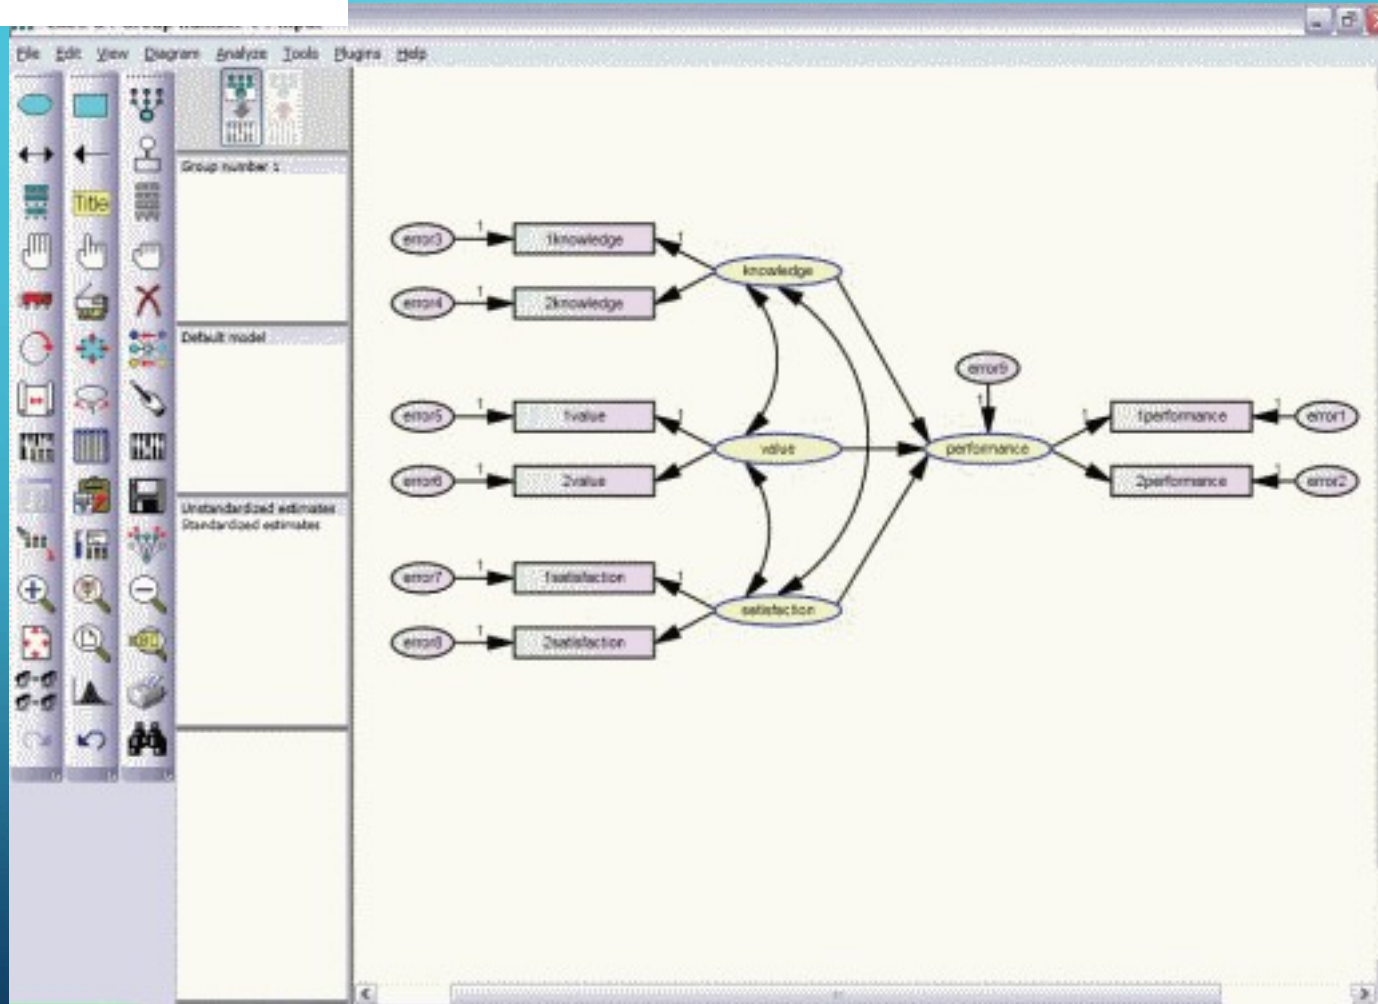 File Edit View Diagram Analyze Tools Plugins Help
Title
Group number 1
Default model
Unstandardized estimates
Standardized estimates
error3 1 1knowledge 1
knowledge
error4 1 2knowledge
error9
1
error5 1 1value 1
value
error6 1 2value
performance
1 1performance 1 error1
2performance 1 error2
error7 1 1satisfaction 1
satisfaction
error8 1 2satisfaction